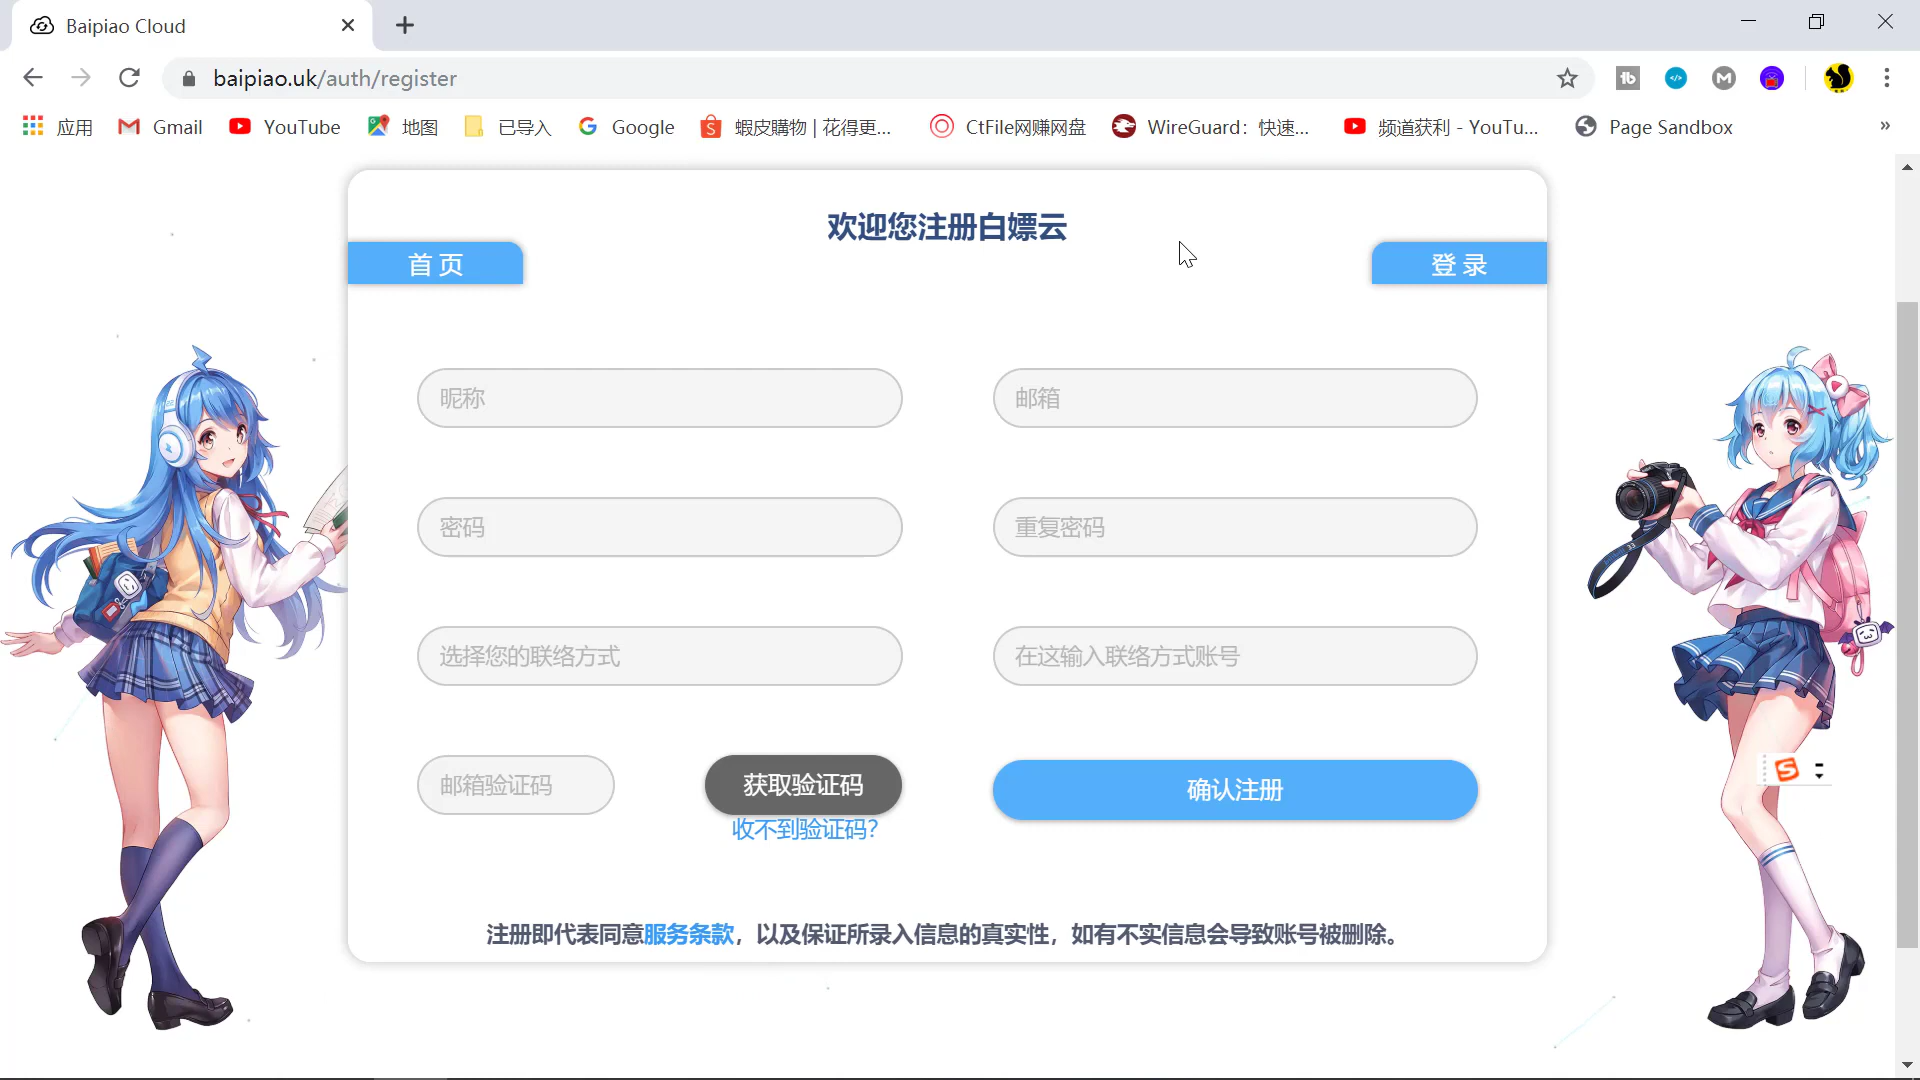 Baipiao Cloud
baipiao.uk/auth/register
应用 Gmail YouTube 地图 已导入 Google 蝦皮購物 | 花得更... CtFile网赚网盘 WireGuard：快速... 频道获利 - YouTu... Page Sandbox »
欢迎您注册白嫖云
首 页 登 录
昵称 邮箱
密码 重复密码
选择您的联络方式 在这输入联络方式账号
邮箱验证码 获取验证码 确认注册
收不到验证码？
注册即代表同意服务条款，以及保证所录入信息的真实性，如有不实信息会导致账号被删除。